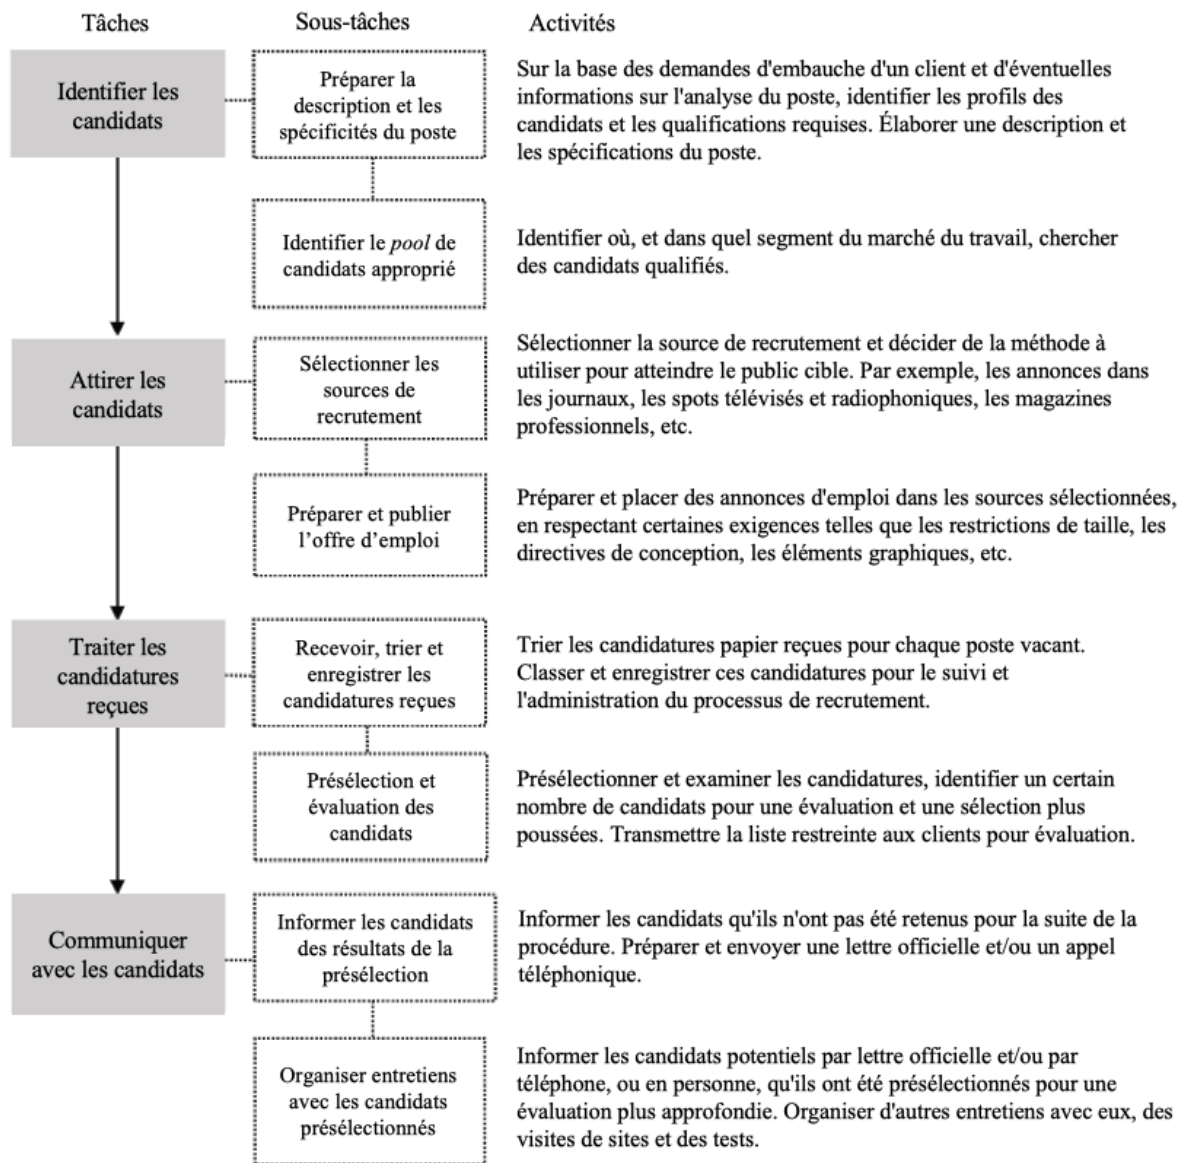 Tâches
Sous-tâches
Activités
Identifier les
candidats
Préparer la
description et les
spécificités du poste
Sur la base des demandes d'embauche d'un client et d'éventuelles
informations sur l'analyse du poste, identifier les profils des
candidats et les qualifications requises. Élaborer une description et
les spécifications du poste.
Identifier le pool de
candidats approprié
Identifier où, et dans quel segment du marché du travail, chercher
des candidats qualifiés.
Attirer les
candidats
Sélectionner les
sources de
recrutement
Sélectionner la source de recrutement et décider de la méthode à
utiliser pour atteindre le public cible. Par exemple, les annonces dans
les journaux, les spots télévisés et radiophoniques, les magazines
professionnels, etc.
Préparer et publier
l’offre d’emploi
Préparer et placer des annonces d'emploi dans les sources sélectionnées,
en respectant certaines exigences telles que les restrictions de taille, les
directives de conception, les éléments graphiques, etc.
Traiter les
candidatures
reçues
Recevoir, trier et
enregistrer les
candidatures reçues
Trier les candidatures papier reçues pour chaque poste vacant.
Classer et enregistrer ces candidatures pour le suivi et
l'administration du processus de recrutement.
Présélection et
évaluation des
candidats
Présélectionner et examiner les candidatures, identifier un certain
nombre de candidats pour une évaluation et une sélection plus
poussées. Transmettre la liste restreinte aux clients pour évaluation.
Communiquer
avec les candidats
Informer les candidats
des résultats de la
présélection
Informer les candidats qu'ils n'ont pas été retenus pour la suite de la
procédure. Préparer et envoyer une lettre officielle et/ou un appel
téléphonique.
Organiser entretiens
avec les candidats
présélectionnés
Informer les candidats potentiels par lettre officielle et/ou par
téléphone, ou en personne, qu'ils ont été présélectionnés pour une
évaluation plus approfondie. Organiser d'autres entretiens avec eux, des
visites de sites et des tests.